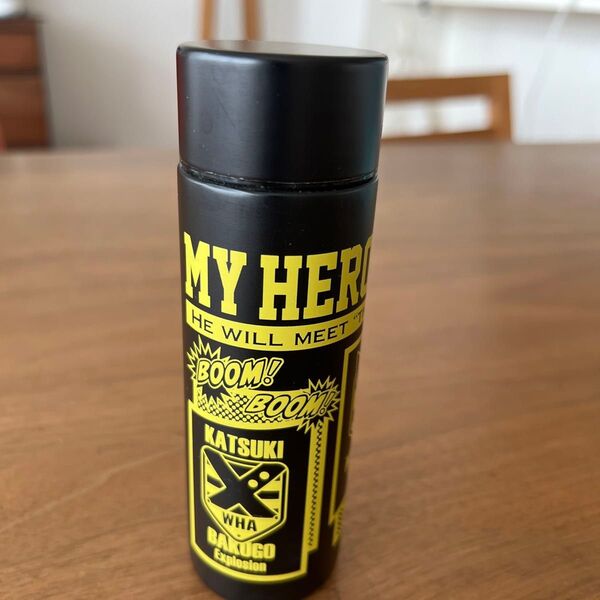 MY HERO
HE WILL MEET "T
BOOM!
BOOM!
KATSUKI
WHA
BAKUGO
Explosion